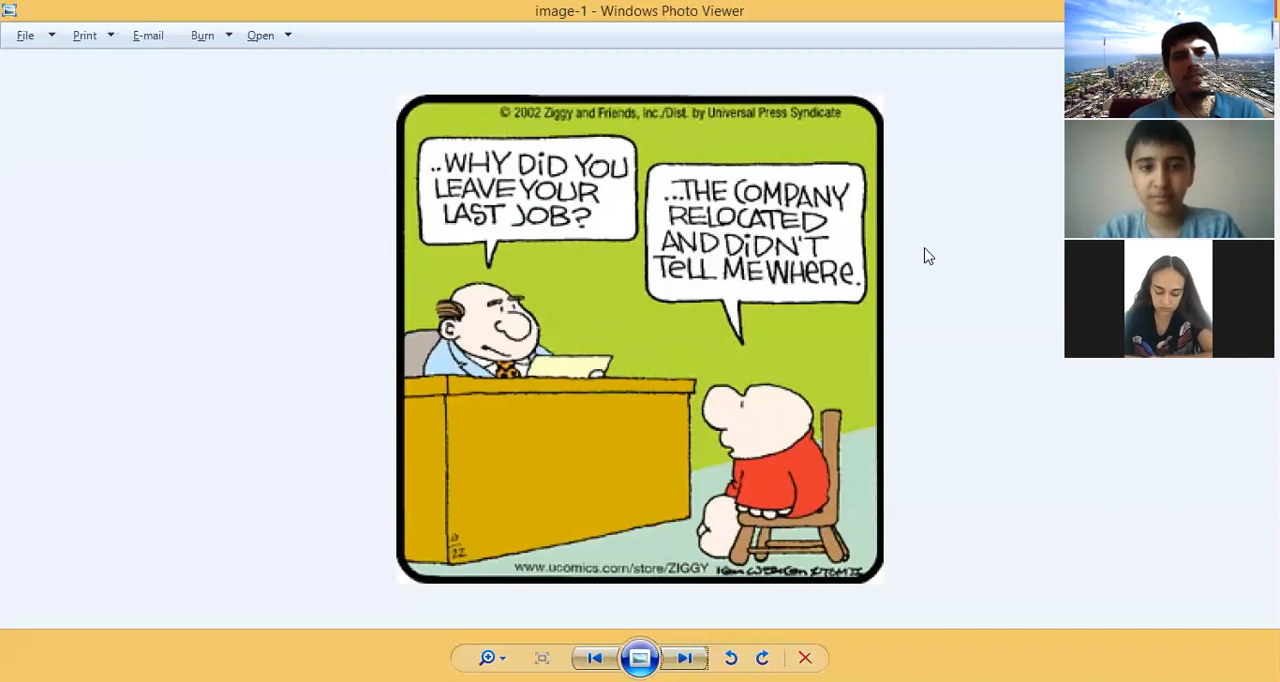 image-1 - Windows Photo Viewer
File Print E-mail Burn Open
© 2002 Ziggy and Friends, Inc./Dist. by Universal Press Syndicate
..WHY DiD YOU
LEAVE YOUR
LAST JOB?
...THE COMPANY
RELOCATED
AND DiDN'T
TELL ME WHERE.
www.ucomics.com/store/ZIGGY